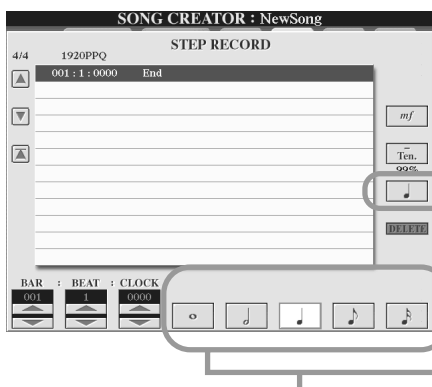 SONG CREATOR : NewSong
STEP RECORD
4/4 1920PPQ
001 : 1 : 0000 End
mf
Ten.
99%
DELETE
BAR : BEAT : CLOCK
001 1 0000